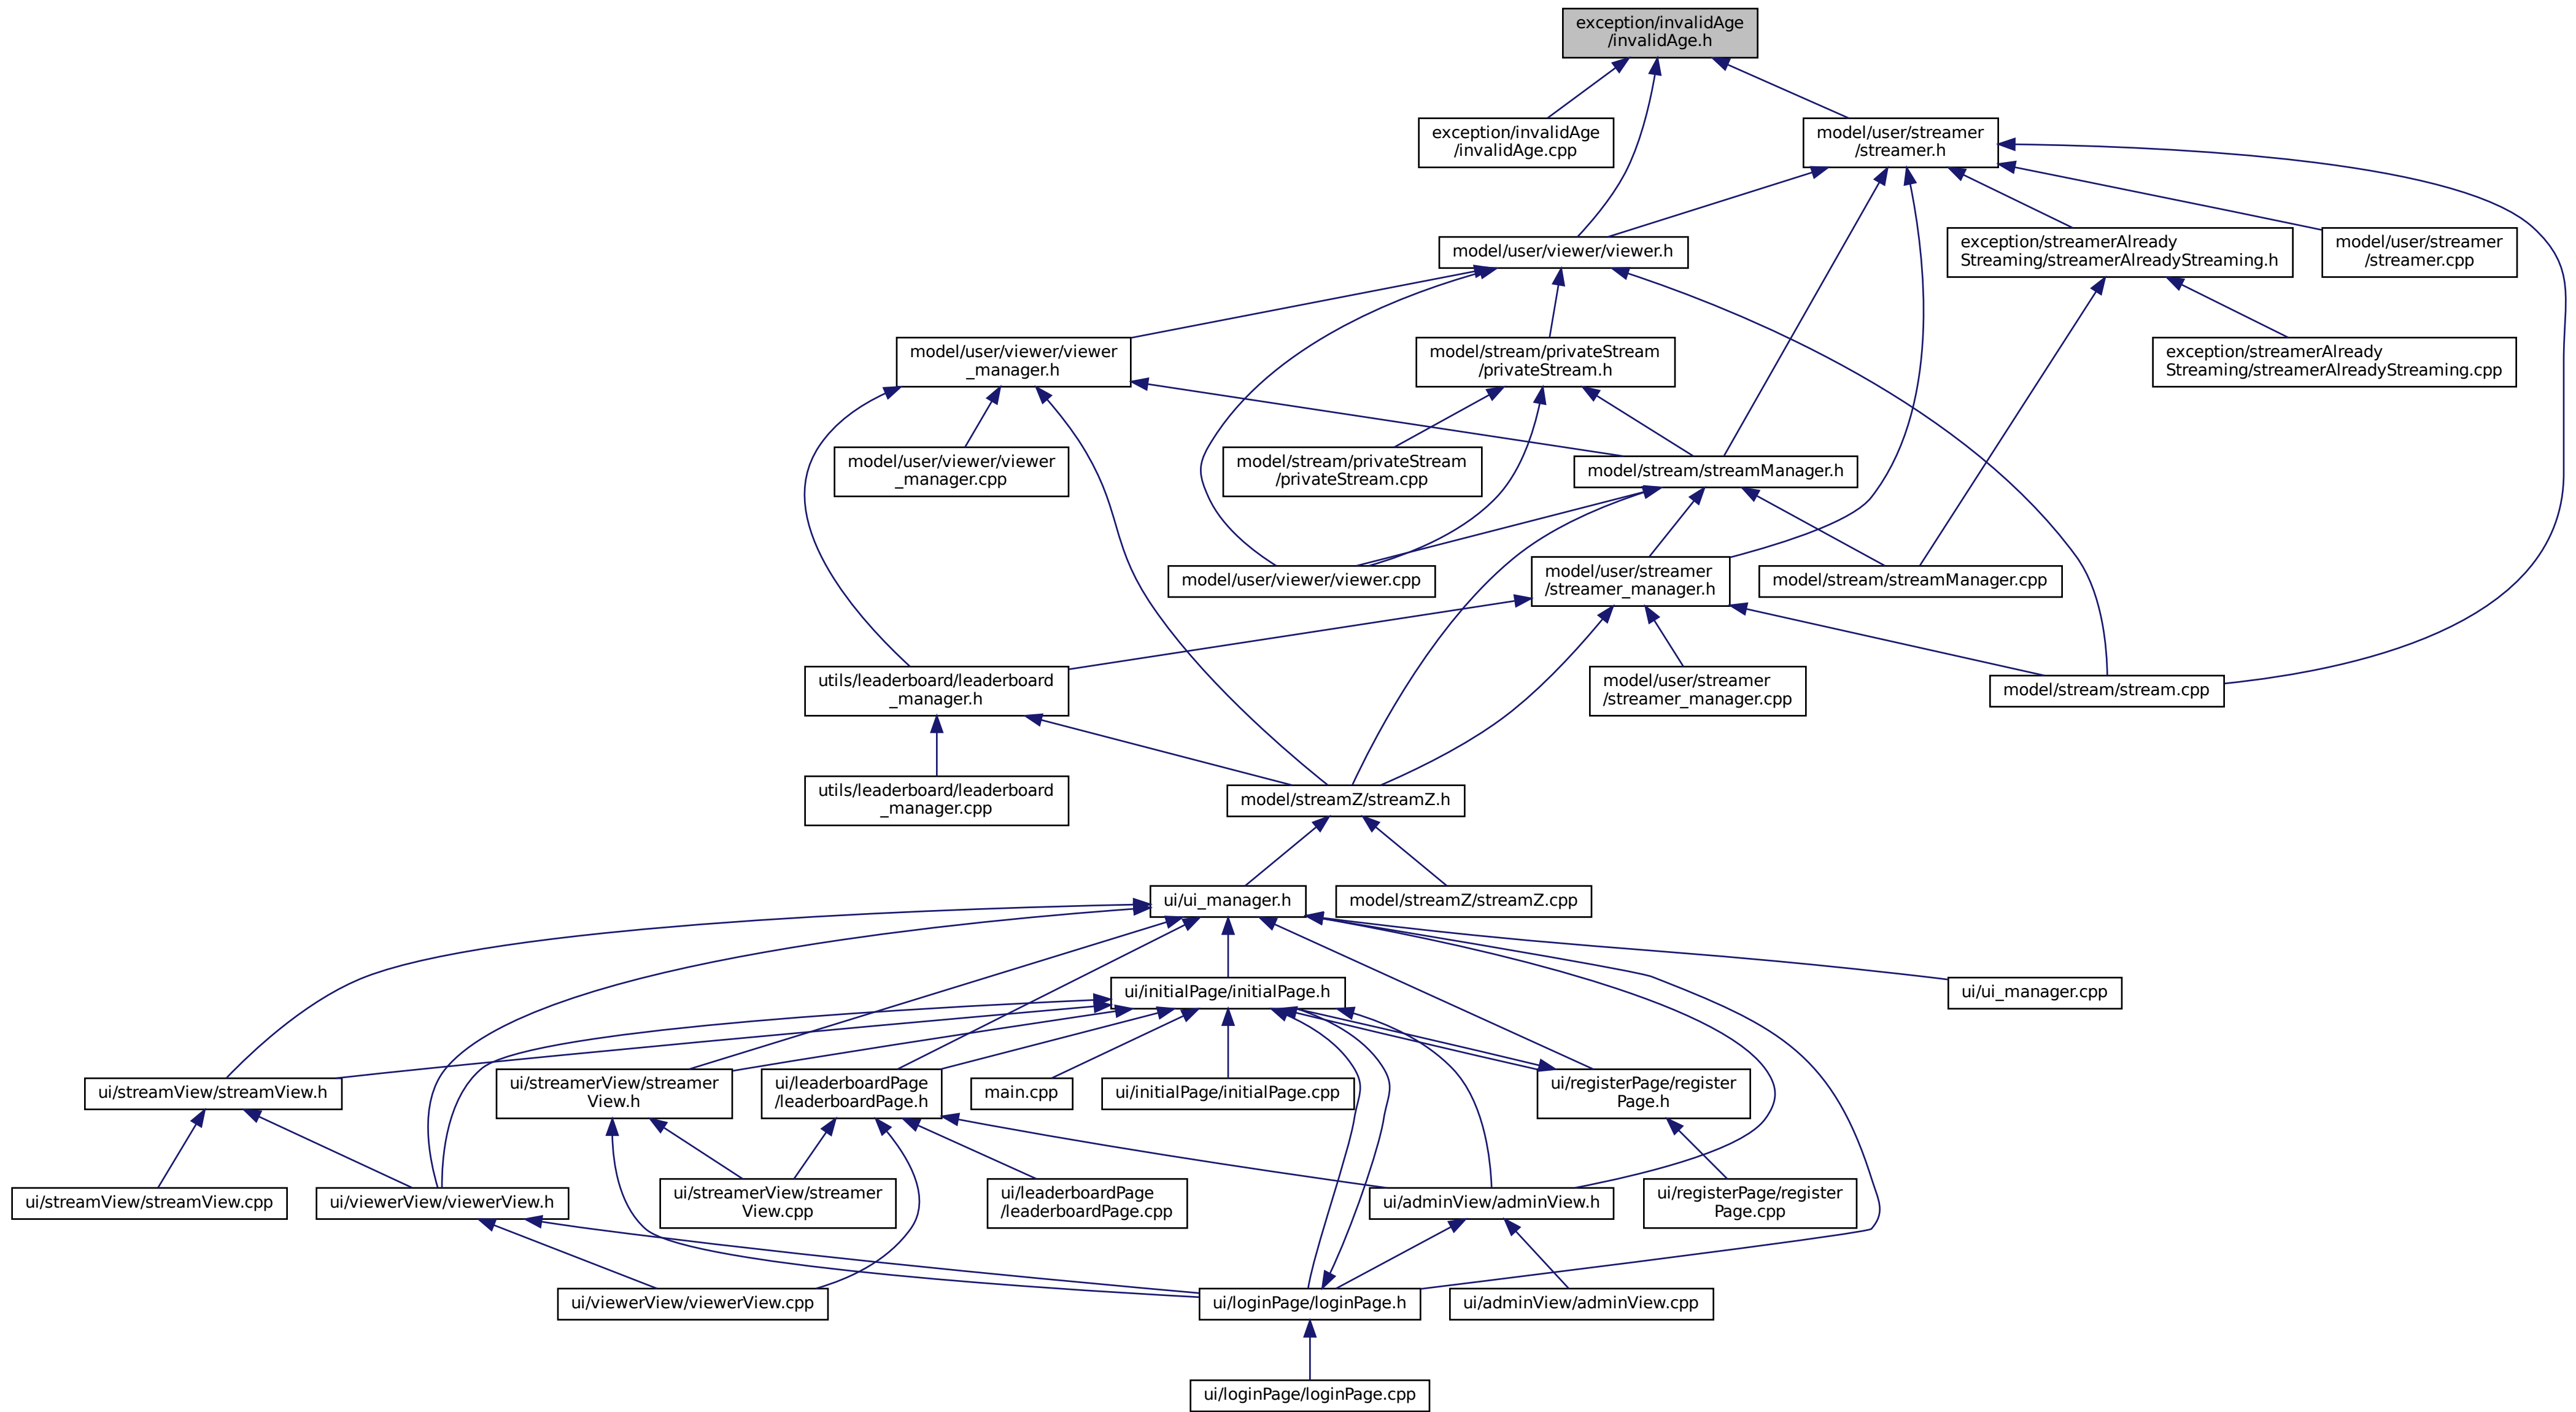 exception/invalidAge
/invalidAge.h
exception/invalidAge
/invalidAge.cpp
model/user/streamer
/streamer.h
model/user/viewer/viewer.h
exception/streamerAlready
Streaming/streamerAlreadyStreaming.h
model/user/streamer
/streamer.cpp
model/user/viewer/viewer
_manager.h
model/stream/privateStream
/privateStream.h
exception/streamerAlready
Streaming/streamerAlreadyStreaming.cpp
model/user/viewer/viewer
_manager.cpp
model/stream/privateStream
/privateStream.cpp
model/stream/streamManager.h
model/user/viewer/viewer.cpp
model/user/streamer
/streamer_manager.h
model/stream/streamManager.cpp
utils/leaderboard/leaderboard
_manager.h
model/user/streamer
/streamer_manager.cpp
model/stream/stream.cpp
utils/leaderboard/leaderboard
_manager.cpp
model/streamZ/streamZ.h
ui/ui_manager.h
model/streamZ/streamZ.cpp
ui/initialPage/initialPage.h
ui/ui_manager.cpp
ui/streamView/streamView.h
ui/streamerView/streamer
View.h
ui/leaderboardPage
/leaderboardPage.h
main.cpp
ui/initialPage/initialPage.cpp
ui/registerPage/register
Page.h
ui/streamView/streamView.cpp
ui/viewerView/viewerView.h
ui/streamerView/streamer
View.cpp
ui/leaderboardPage
/leaderboardPage.cpp
ui/adminView/adminView.h
ui/registerPage/register
Page.cpp
ui/viewerView/viewerView.cpp
ui/loginPage/loginPage.h
ui/adminView/adminView.cpp
ui/loginPage/loginPage.cpp